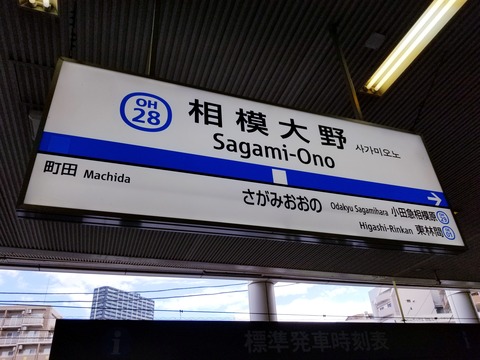 OH
28
相模大野
Sagami-Ono
사가미오노
町田 Machida
さがみおおの
Odakyu Sagamihara 小田急相模原
Higashi-Rinkan 東林間
標準発車時刻表